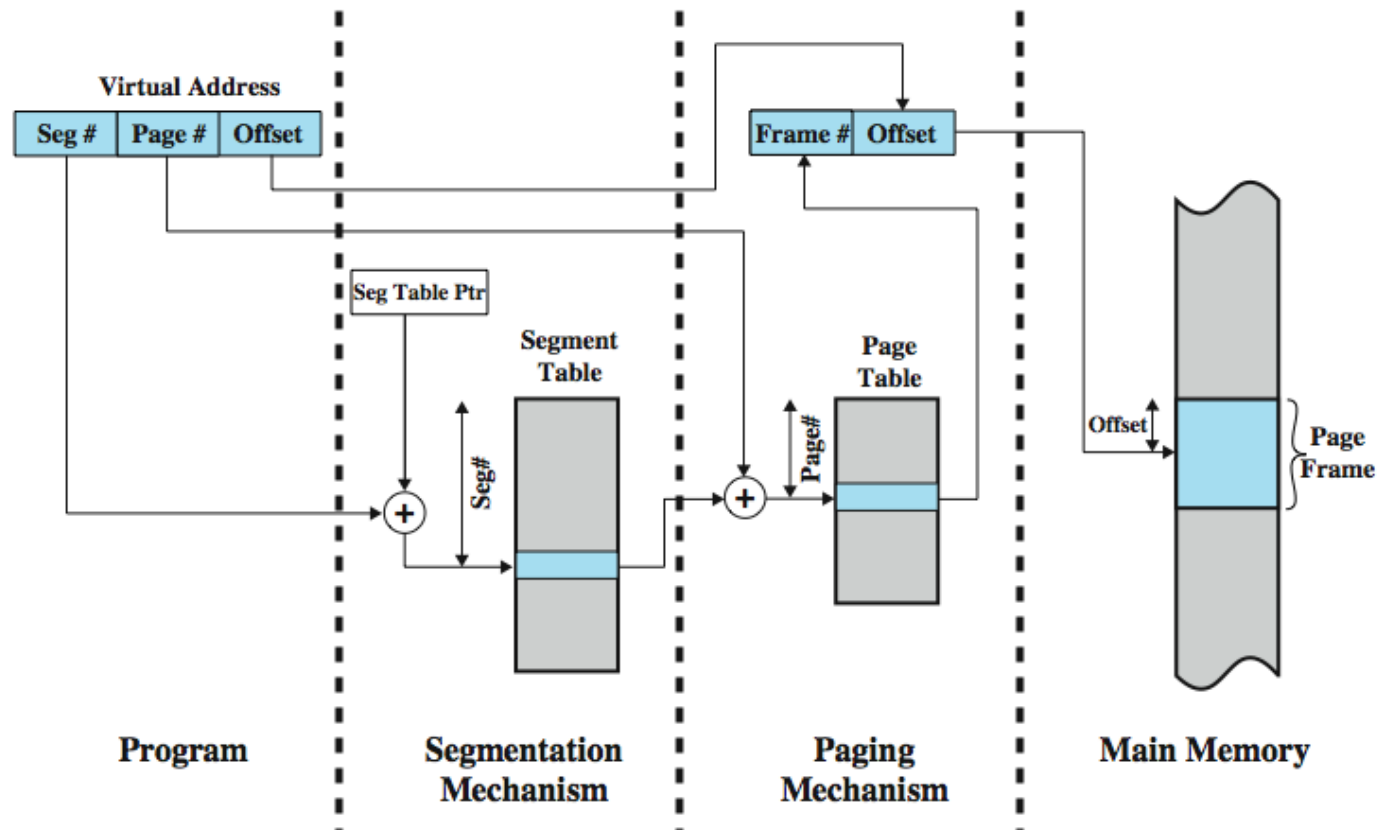 Virtual Address
Seg # Page # Offset
Frame # Offset
Seg Table Ptr
Segment
Table
Page
Table
Seg#
Page#
+
+
Offset
Page
Frame
Program
Segmentation
Mechanism
Paging
Mechanism
Main Memory